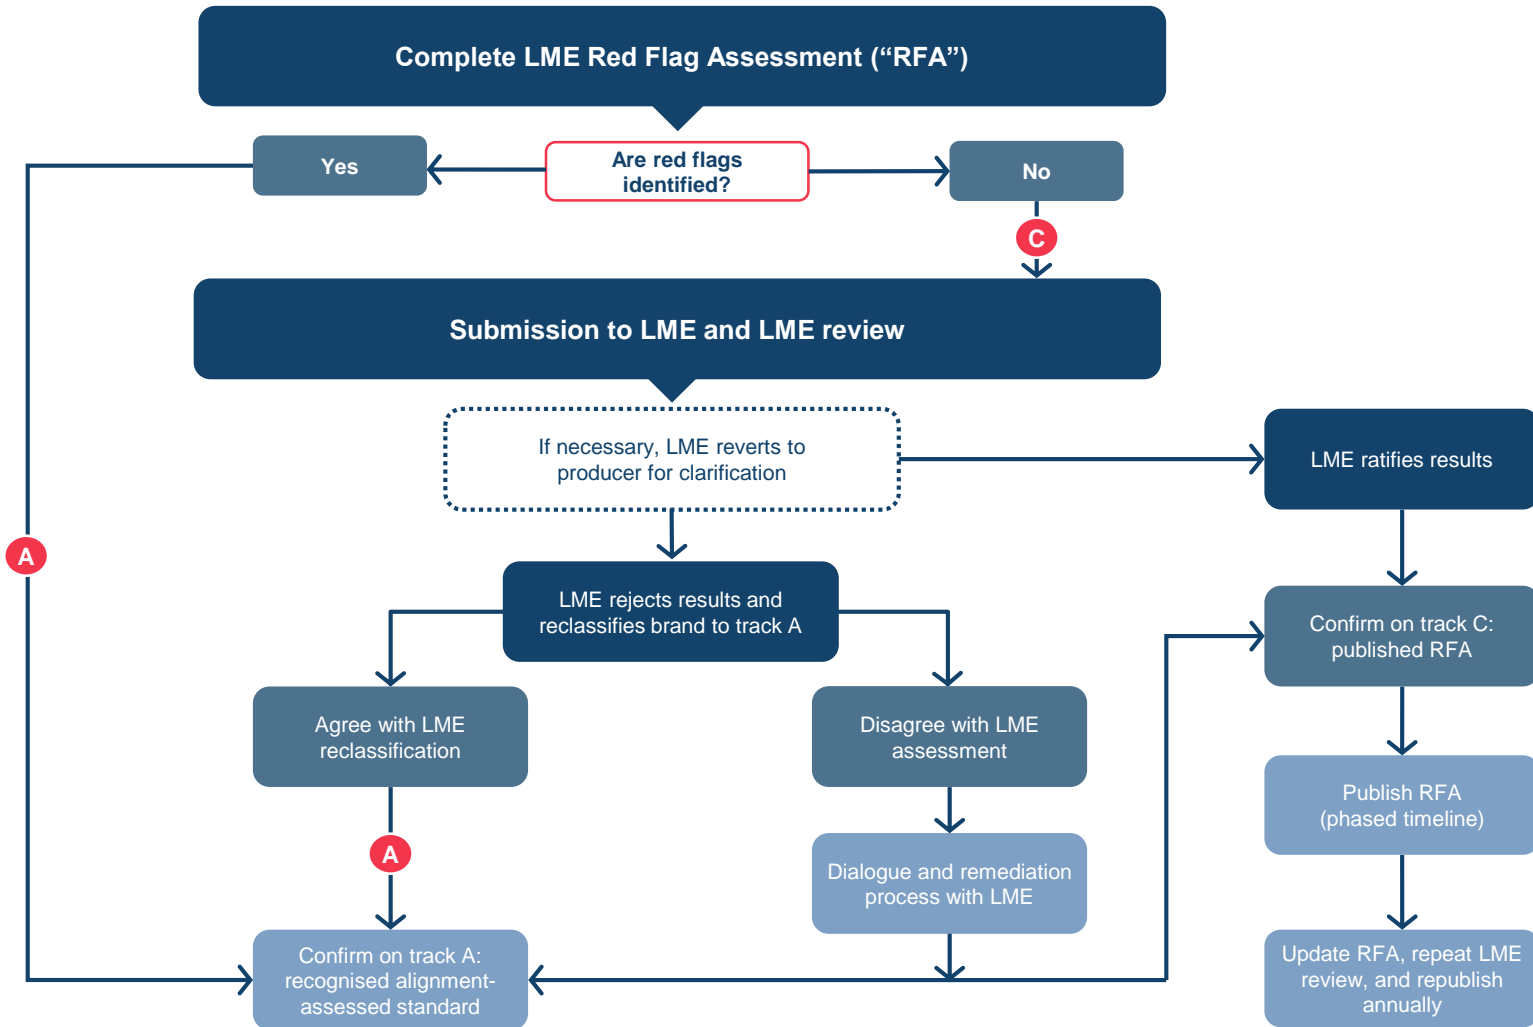 Complete LME Red Flag Assessment (“RFA”)
Yes
Are red flags
identified?
No
C
Submission to LME and LME review
If necessary, LME reverts to
producer for clarification
LME ratifies results
A
LME rejects results and
reclassifies brand to track A
Confirm on track C:
published RFA
Agree with LME
reclassification
Disagree with LME
assessment
Publish RFA
(phased timeline)
A
Dialogue and remediation
process with LME
Confirm on track A:
recognised alignment-
assessed standard
Update RFA, repeat LME
review, and republish
annually